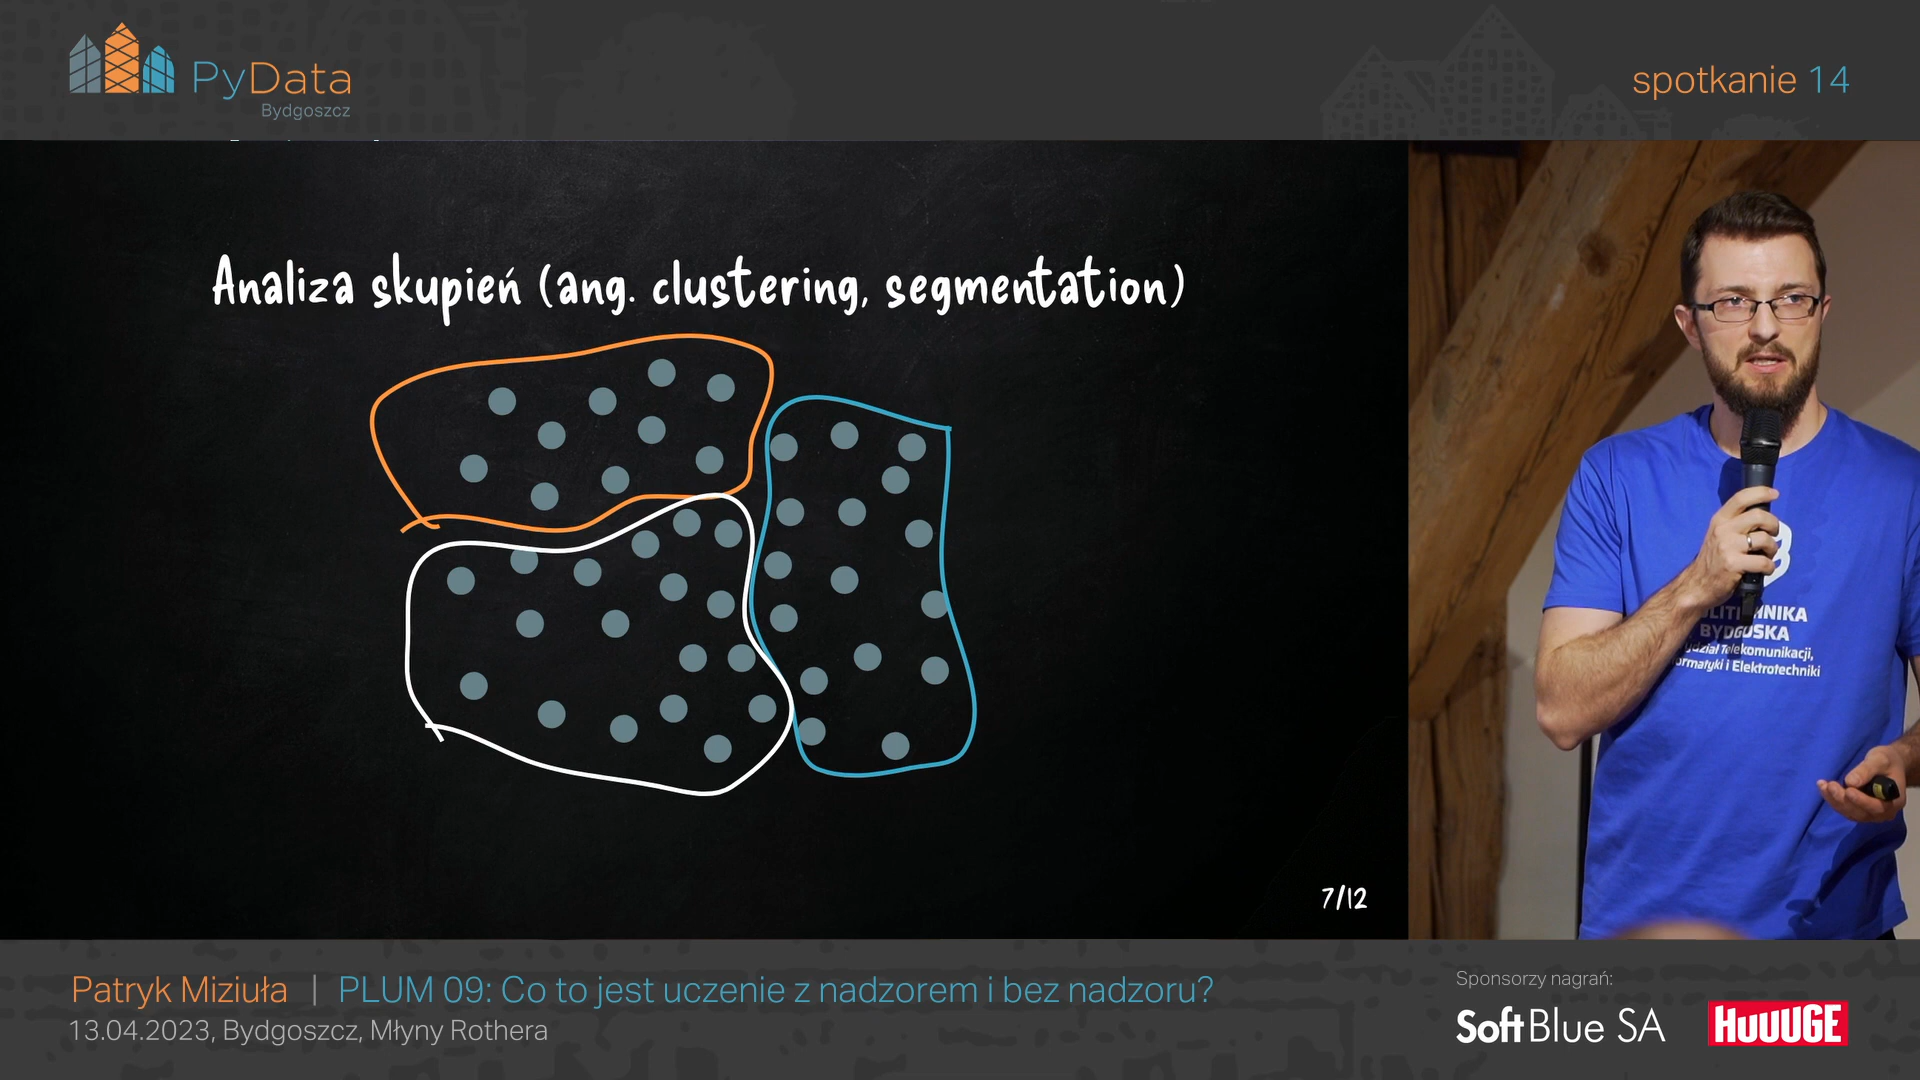 PyData
Bydgoszcz
spotkanie 14
Analiza skupień (ang. clustering, segmentation)
BYDGOSKA
7/12
Patryk Miziuła | PLUM 09: Co to jest uczenie z nadzorem i bez nadzoru?
13.04.2023, Bydgoszcz, Młyny Rothera
Sponsorzy nagrań:
SoftBlue SA
HUUUGE